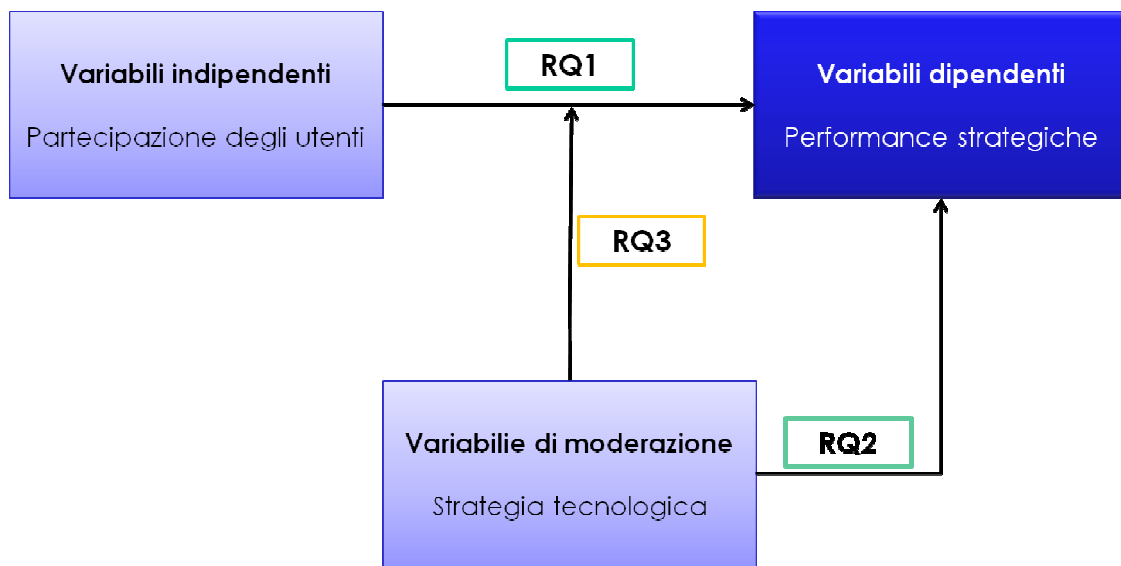 Variabili indipendenti
Partecipazione degli utenti
RQ1
Variabili dipendenti
Performance strategiche
RQ3
Variabilie di moderazione
Strategia tecnologica
RQ2